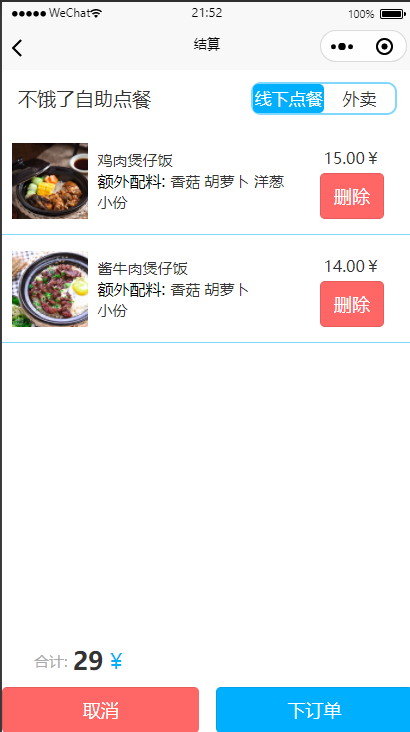 WeChat 21:52 100%
结算
不饿了自助点餐 线下点餐 外卖
鸡肉煲仔饭 15.00¥
额外配料: 香菇 胡萝卜 洋葱
小份 删除
酱牛肉煲仔饭 14.00¥
额外配料: 香菇 胡萝卜
小份 删除
合计: 29 ¥
取消 下订单